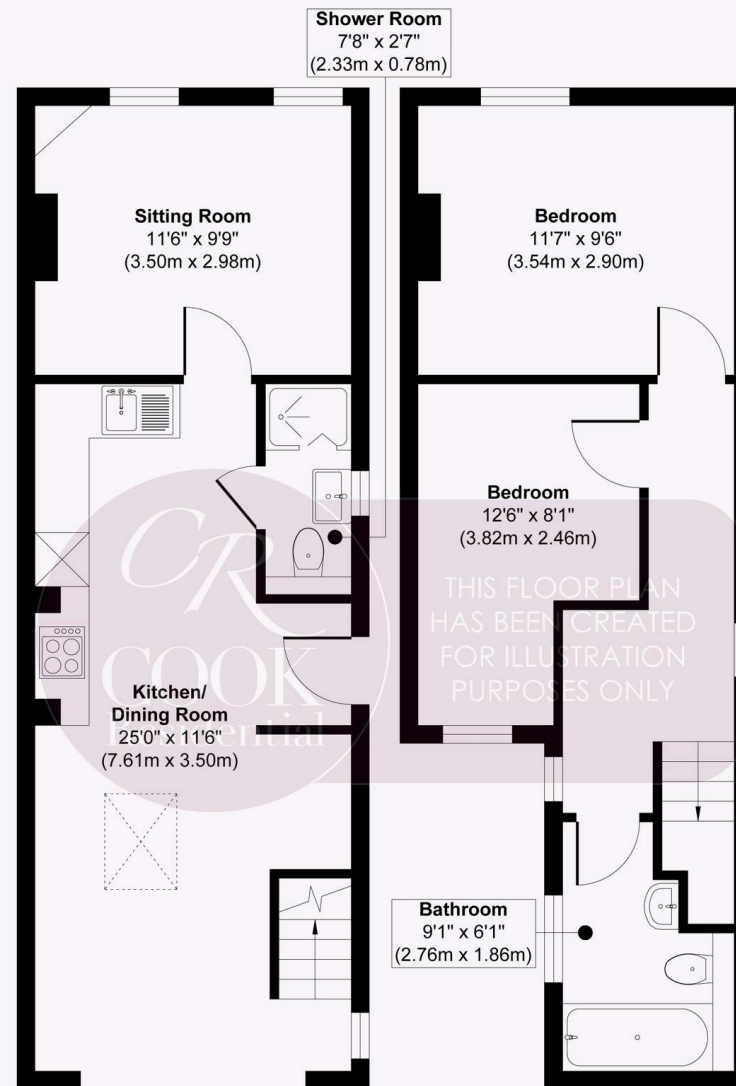 Shower Room
7'8" x 2'7"
(2.33m x 0.78m)
Sitting Room
11'6" x 9'9"
(3.50m x 2.98m)
Bedroom
11'7" x 9'6"
(3.54m x 2.90m)
Bedroom
12'6" x 8'1"
(3.82m x 2.46m)
CR
COOK
Residential
THIS FLOOR PLAN
HAS BEEN CREATED
FOR ILLUSTRATION
PURPOSES ONLY
Kitchen/
Dining Room
25'0" x 11'6"
(7.61m x 3.50m)
Bathroom
9'1" x 6'1"
(2.76m x 1.86m)